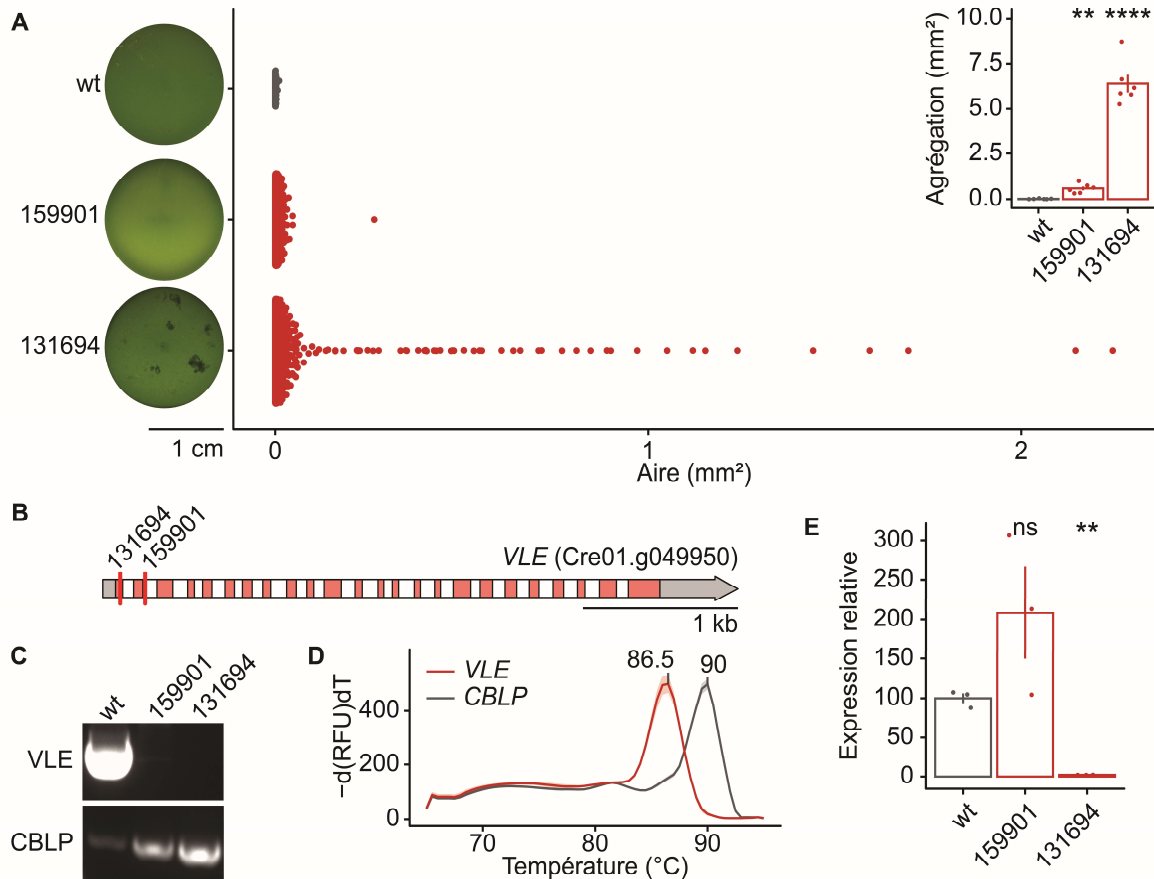 A
wt
159901
131694
1 cm
0
1
2
Aire (mm²)
Agrégation (mm²)
10.0
7.5
5.0
2.5
0.0
** ****
wt
159901
131694
B
131694
159901
VLE (Cre01.g049950)
1 kb
C
wt
159901
131694
VLE
CBLP
D
VLE
CBLP
86.5
90
−d(RFU)dT
400
200
0
70
80
90
Température (°C)
E
ns **
Expression relative
300
250
200
150
100
50
0
wt
159901
131694